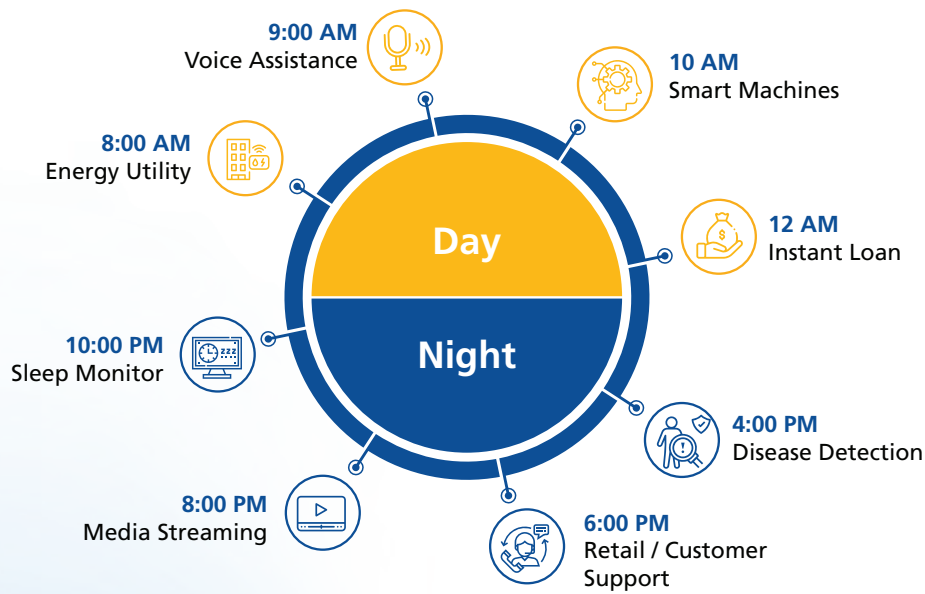 9:00 AM
Voice Assistance
10 AM
Smart Machines
8:00 AM
Energy Utility
12 AM
Instant Loan
Day
Night
10:00 PM
Sleep Monitor
zzz
4:00 PM
Disease Detection
8:00 PM
Media Streaming
6:00 PM
Retail / Customer
Support